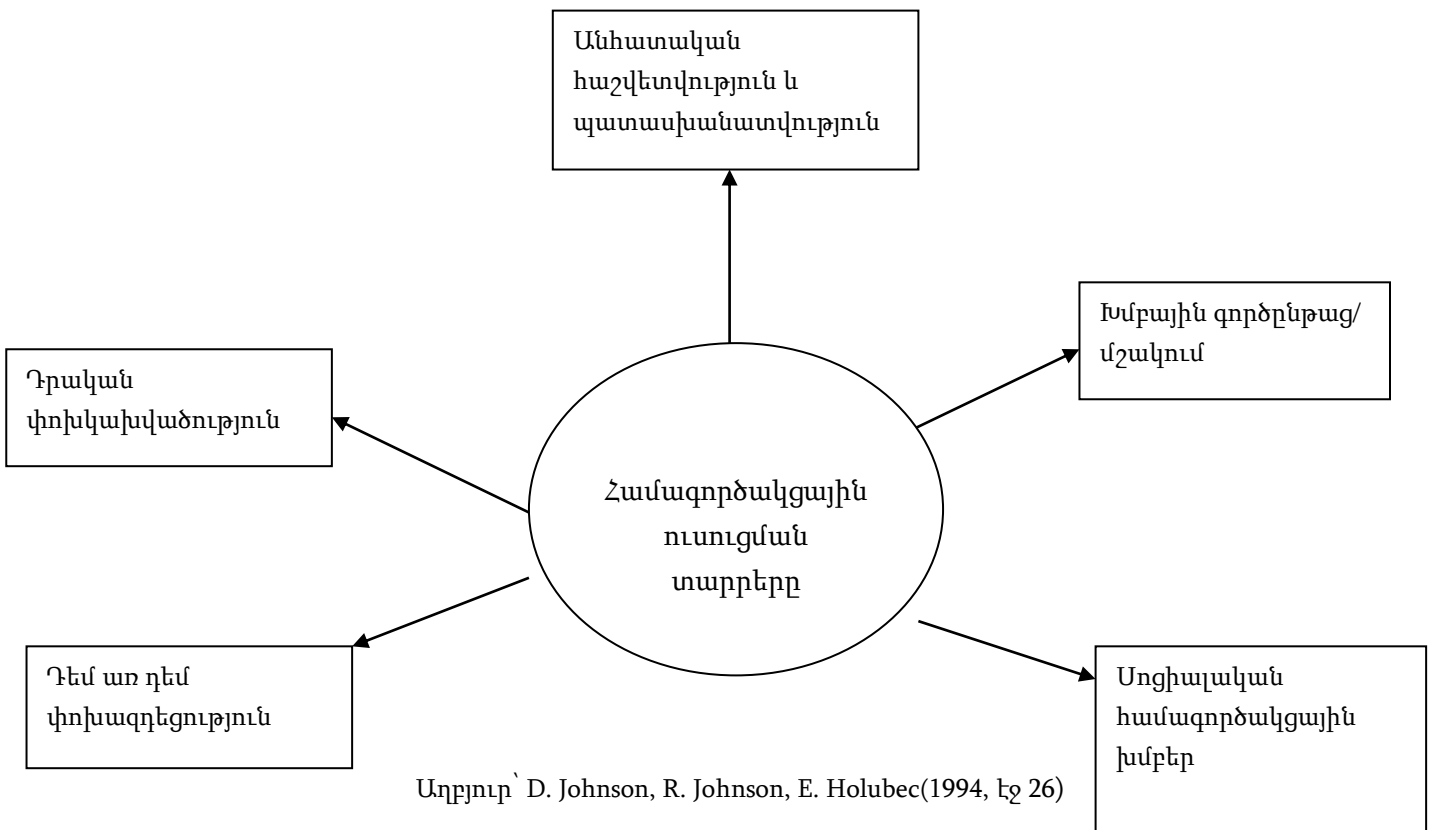 Անհատական
հաշվետվություն և
պատասխանատվություն
Խմբային գործընթաց/
մշակում
Դրական
փոխկախվածություն
Համագործակցային
ուսուցման
տարրերը
Դեմ առ դեմ
փոխազդեցություն
Սոցիալական
համագործակցային
խմբեր
Աղբյուր՝ D. Johnson, R. Johnson, E. Holubec(1994, էջ 26)